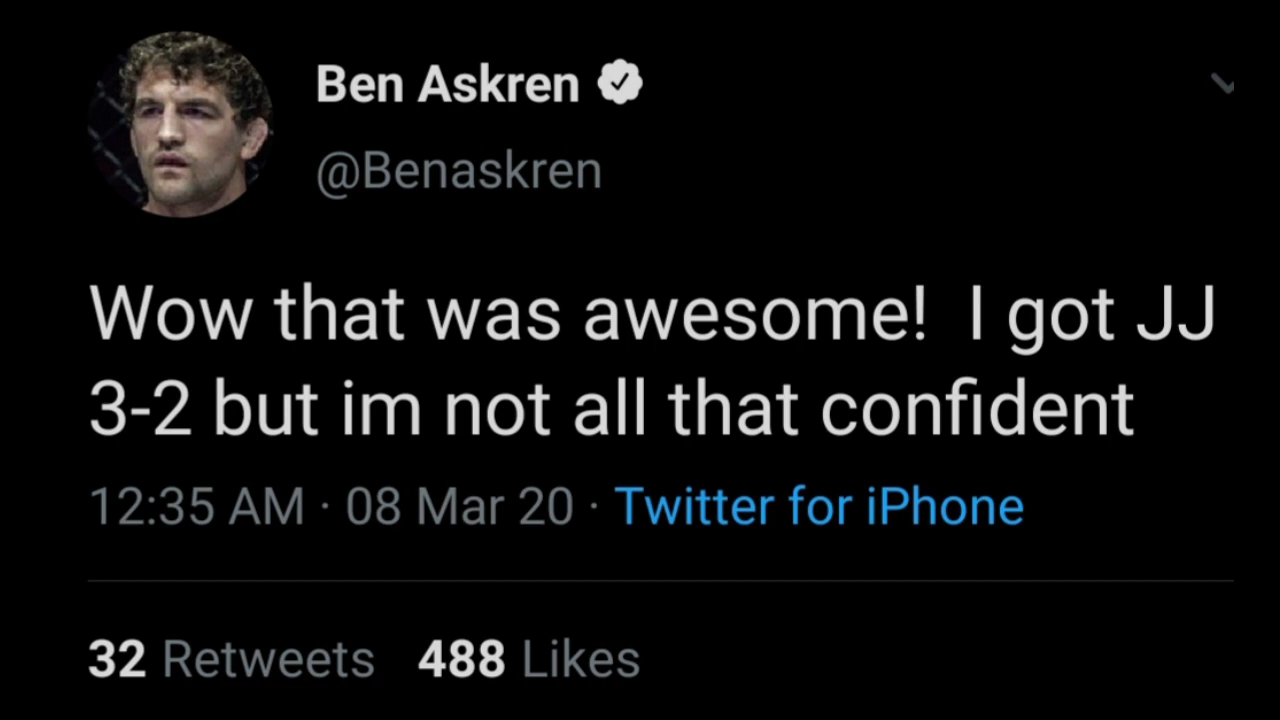 Ben Askren
@Benaskren
Wow that was awesome!  I got JJ
3-2 but im not all that confident
12:35 AM · 08 Mar 20 · Twitter for iPhone
32 Retweets 488 Likes